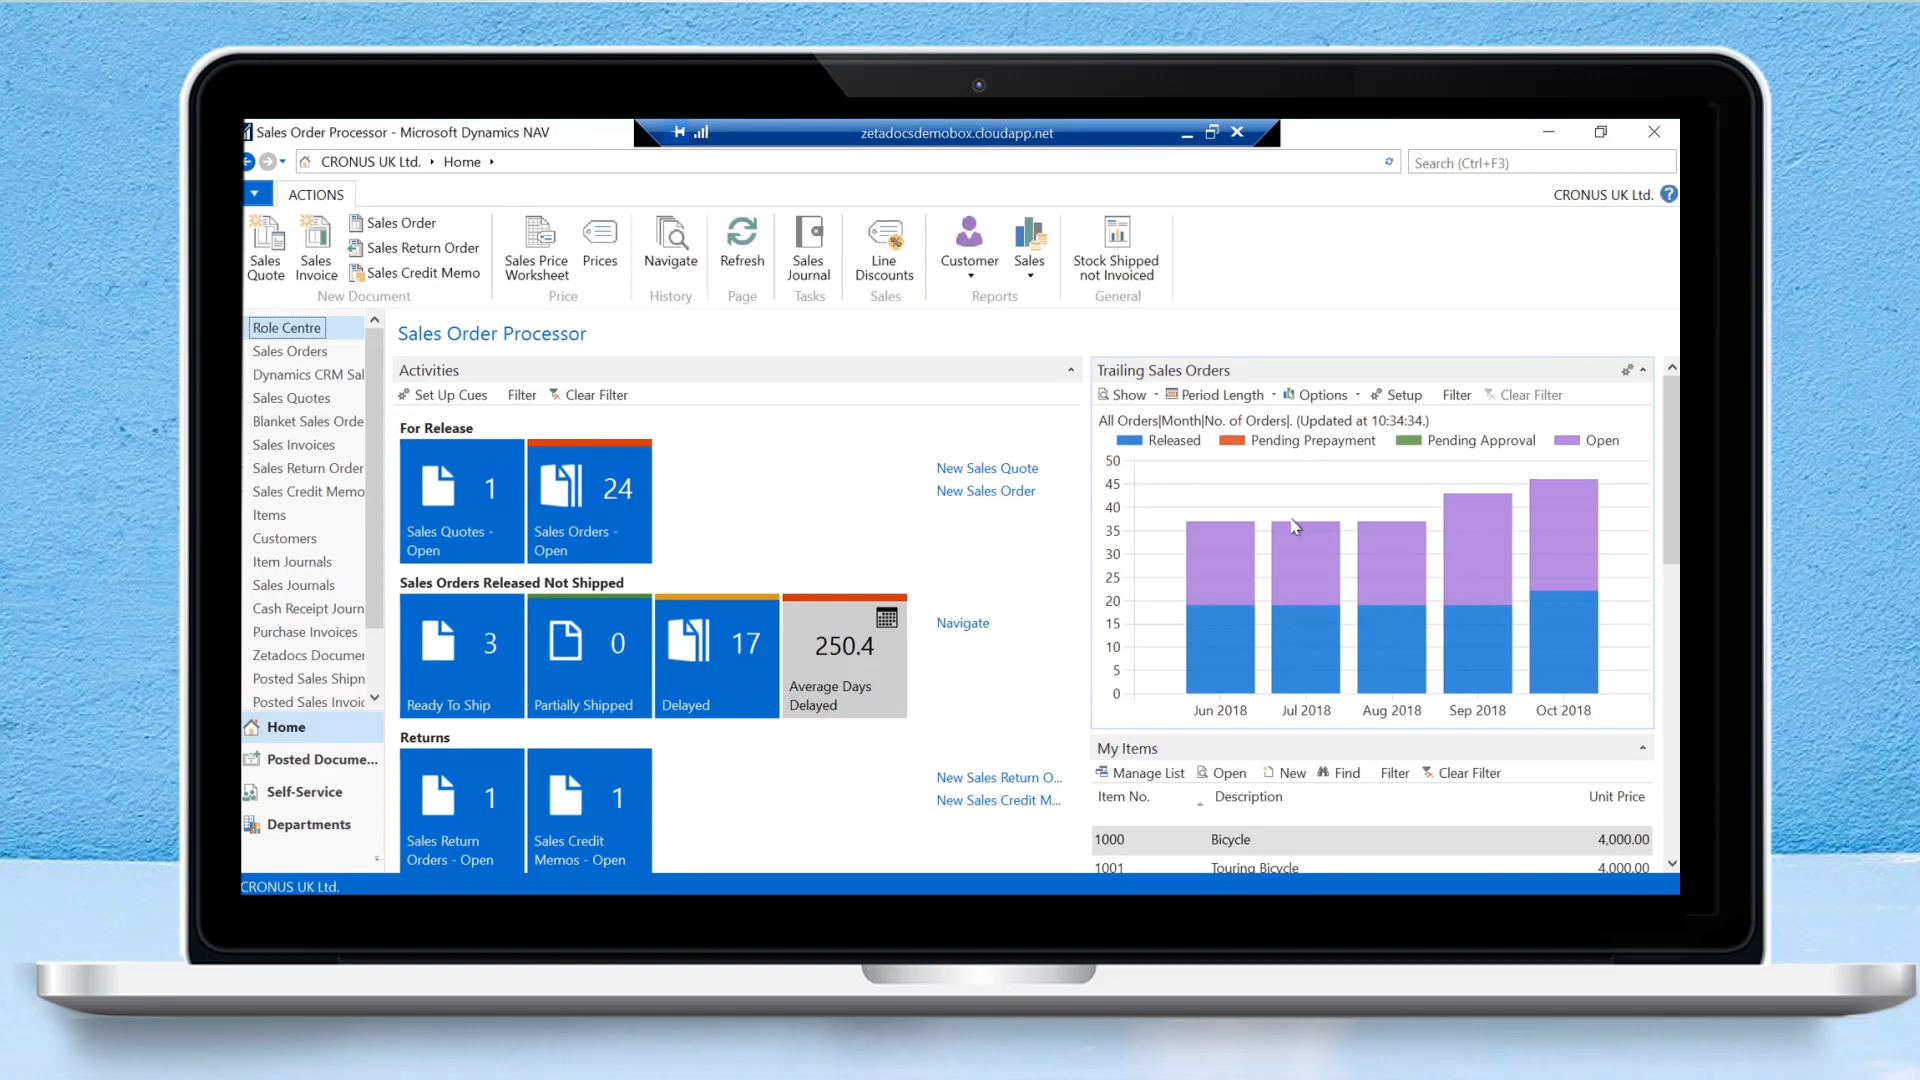 Sales Order Processor - Microsoft Dynamics NAV
zetadocsdemobox.cloudapp.net
CRONUS UK Ltd. Home
Search (Ctrl+F3)
ACTIONS
CRONUS UK Ltd.
Sales Quote
Sales Invoice
Sales Order
Sales Return Order
Sales Credit Memo
New Document
Sales Price Worksheet
Prices
Price
Navigate
History
Refresh
Page
Sales Journal
Tasks
Line Discounts
Sales
Customer
Sales
Reports
Stock Shipped not Invoiced
General
Role Centre
Sales Orders
Dynamics CRM Sal
Sales Quotes
Blanket Sales Orde
Sales Invoices
Sales Return Order
Sales Credit Memo
Items
Customers
Item Journals
Sales Journals
Cash Receipt Journ
Purchase Invoices
Zetadocs Documer
Posted Sales Shipn
Posted Sales Invoic
Home
Posted Docume...
Self-Service
Departments
Sales Order Processor
Activities
Set Up Cues Filter Clear Filter
For Release
1
Sales Quotes - Open
24
Sales Orders - Open
New Sales Quote
New Sales Order
Sales Orders Released Not Shipped
3
Ready To Ship
0
Partially Shipped
17
Delayed
250.4
Average Days Delayed
Navigate
Returns
1
Sales Return Orders - Open
1
Sales Credit Memos - Open
New Sales Return O...
New Sales Credit M...
Trailing Sales Orders
Show Period Length Options Setup Filter Clear Filter
All Orders|Month|No. of Orders|. (Updated at 10:34:34.)
Released Pending Prepayment Pending Approval Open
50
45
40
35
30
25
20
15
10
5
0
Jun 2018 Jul 2018 Aug 2018 Sep 2018 Oct 2018
My Items
Manage List Open New Find Filter Clear Filter
Item No. Description Unit Price
1000 Bicycle 4,000.00
1001 Touring Bicycle 4,000.00
CRONUS UK Ltd.